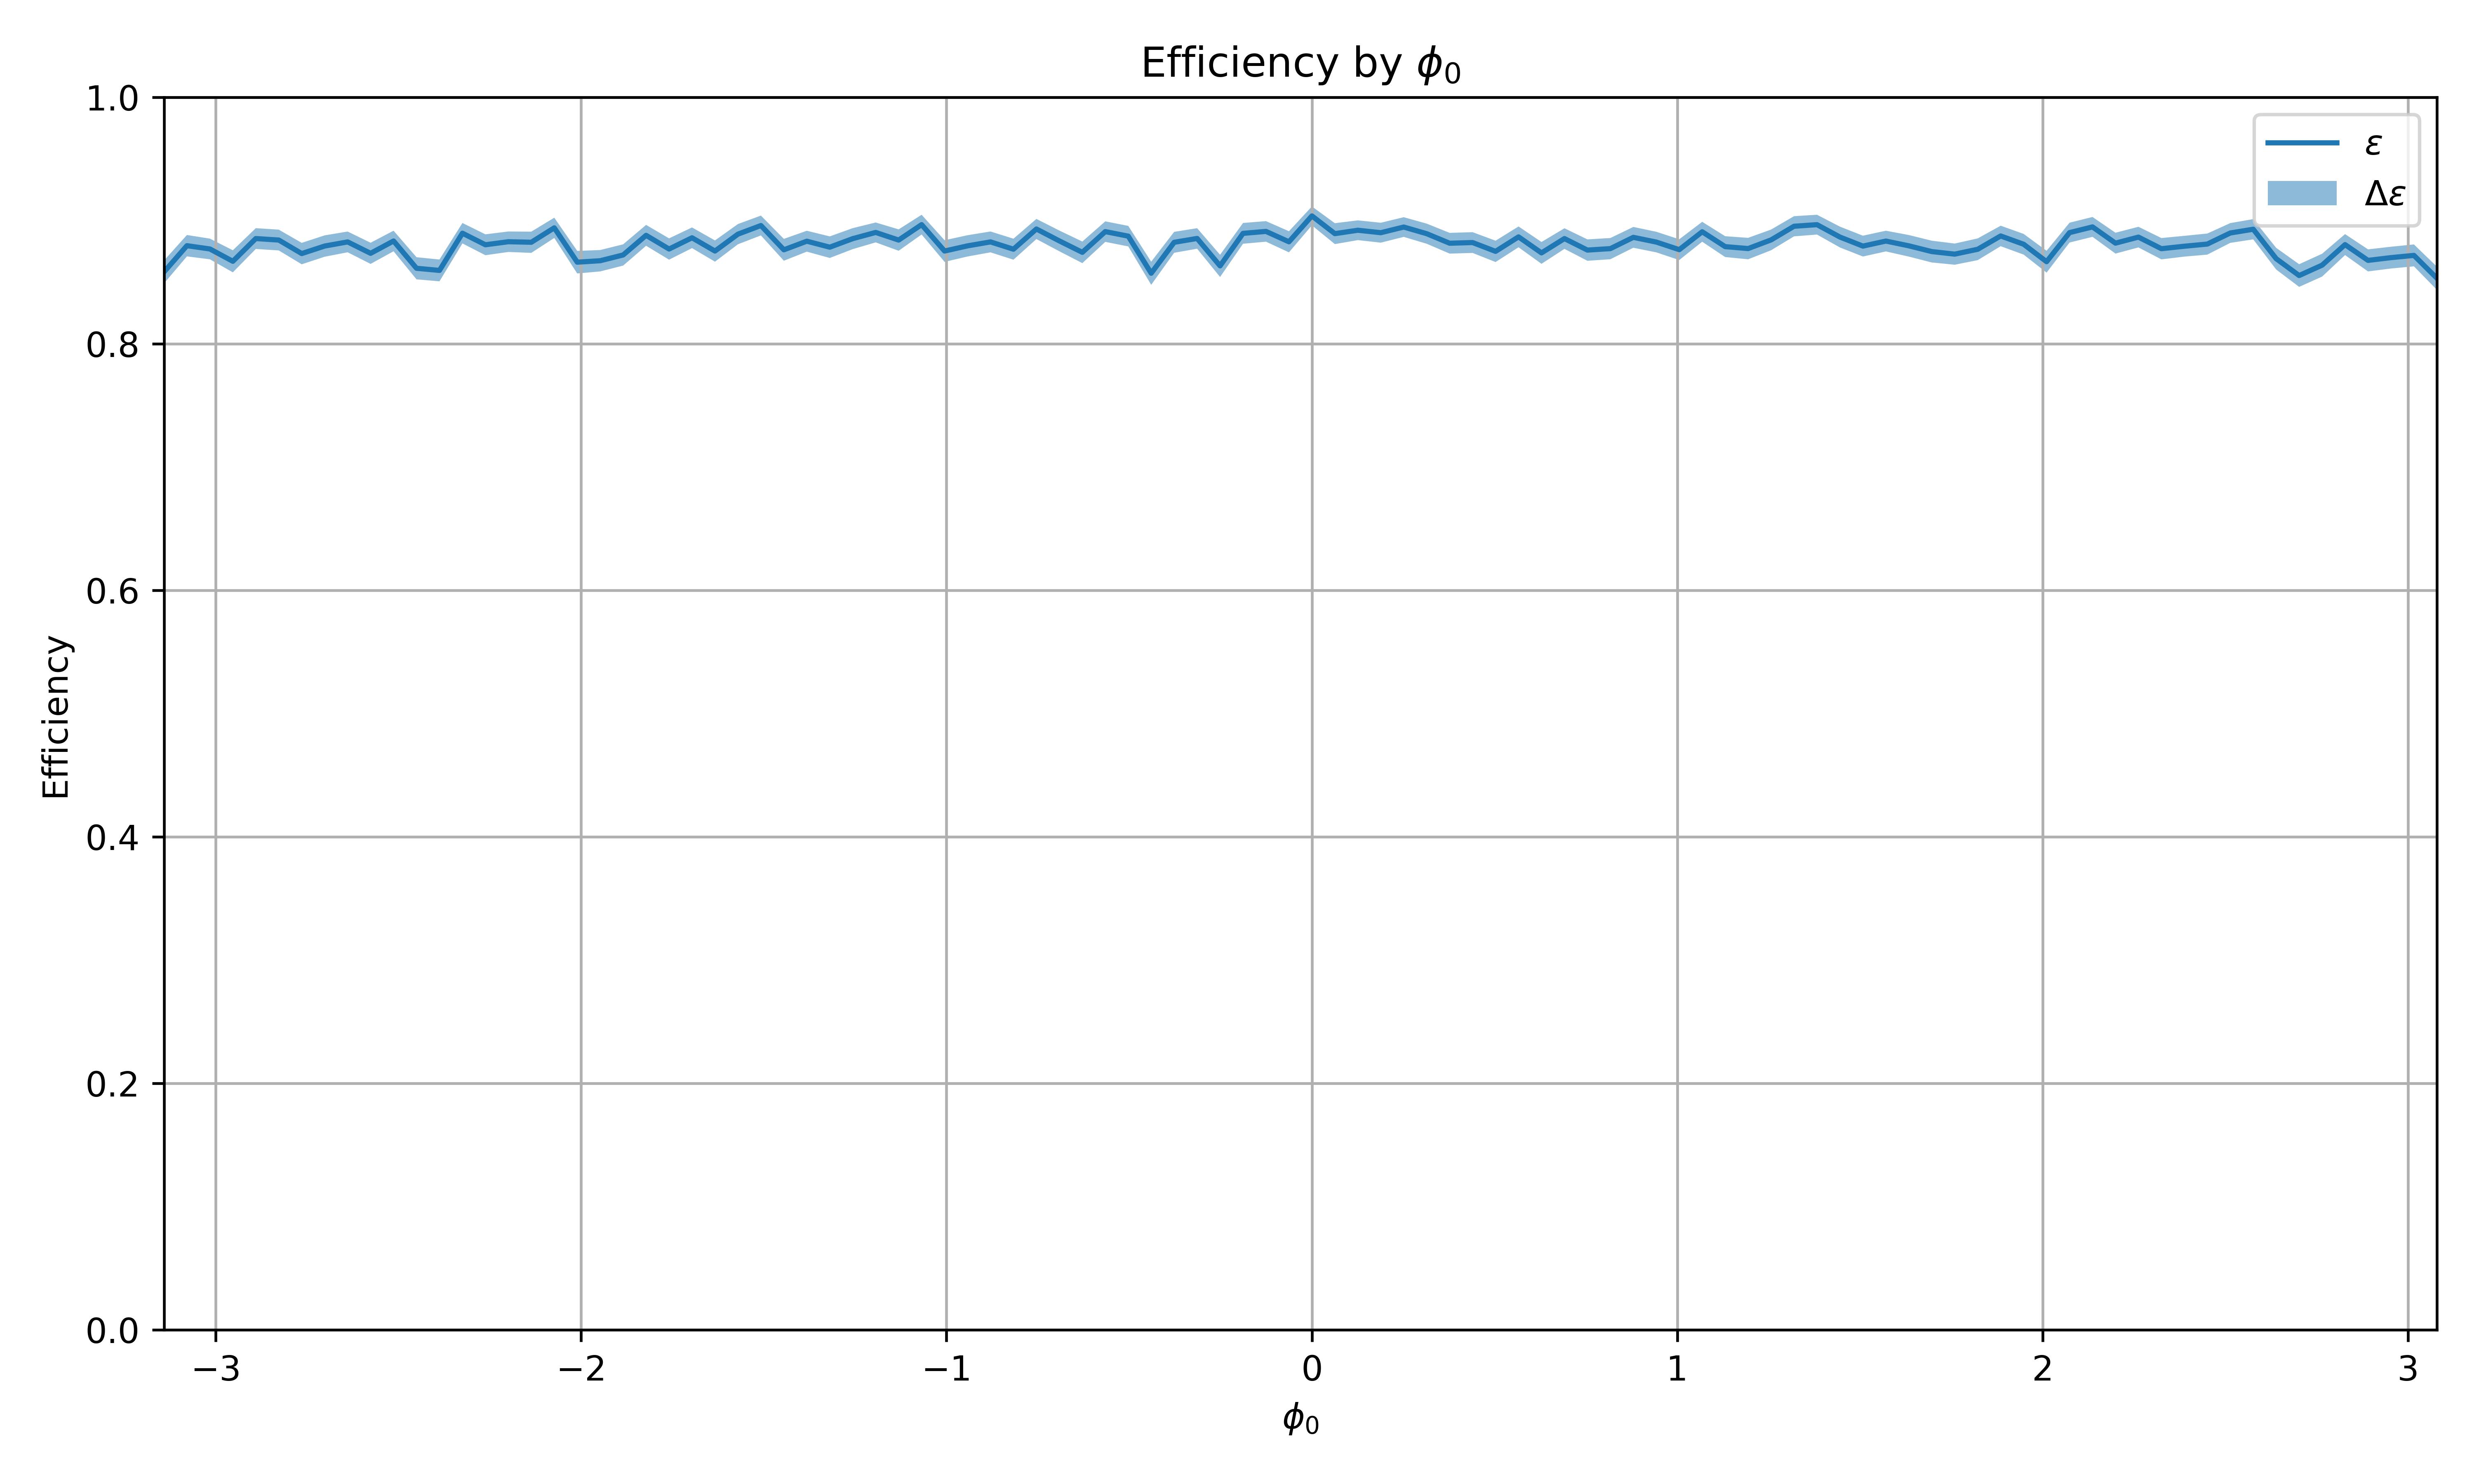 Efficiency by ϕ₀
1.0
0.8
0.6
0.4
0.2
0.0
Efficiency
ε
Δε
−3 −2 −1 0 1 2 3
ϕ₀